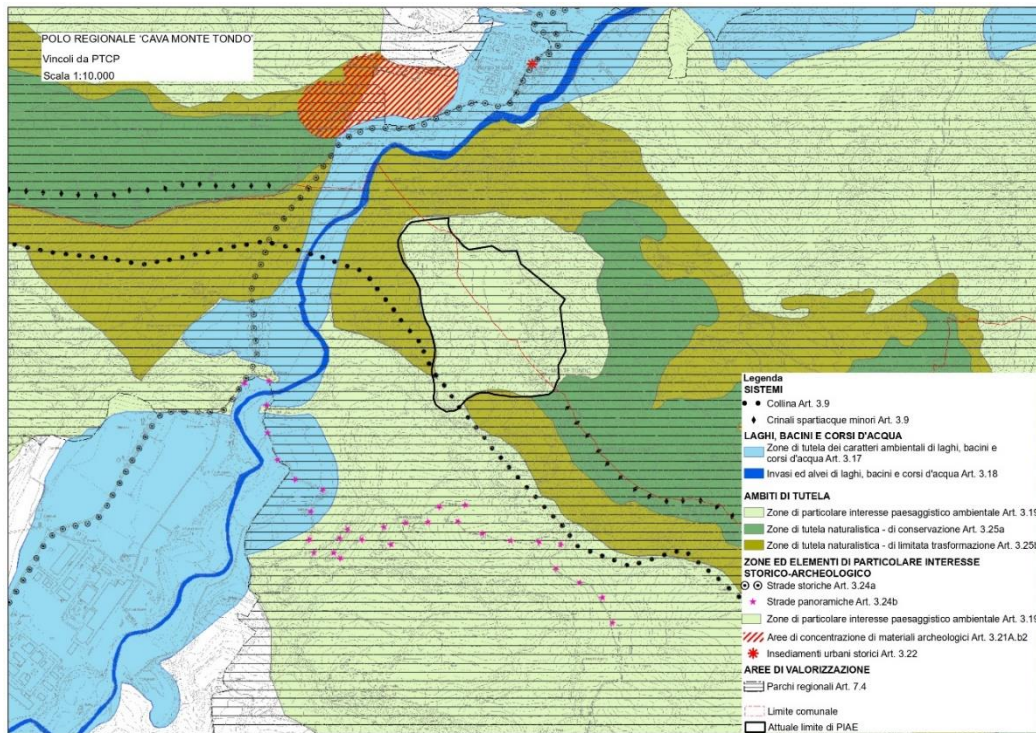 POLO REGIONALE 'CAVA MONTE TONDO'
Vincoli da PTCP
Scala 1:10.000
Legenda
SISTEMI
Collina Art. 3.9
Crinali spartiacque minori Art. 3.9
LAGHI, BACINI E CORSI D'ACQUA
Zone di tutela dei caratteri ambientali di laghi, bacini e
corsi d'acqua Art. 3.17
Invasi ed alvei di laghi, bacini e corsi d'acqua Art. 3.18
AMBITI DI TUTELA
Zone di particolare interesse paesaggistico ambientale Art. 3.19
Zone di tutela naturalistica - di conservazione Art. 3.25a
Zone di tutela naturalistica - di limitata trasformazione Art. 3.25b
ZONE ED ELEMENTI DI PARTICOLARE INTERESSE
STORICO-ARCHEOLOGICO
Strade storiche Art. 3.24a
Strade panoramiche Art. 3.24b
Zone di particolare interesse paesaggistico ambientale Art. 3.19
Aree di concentrazione di materiali archeologici Art. 3.21A.b2
Insediamenti urbani storici Art. 3.22
AREE DI VALORIZZAZIONE
Parchi regionali Art. 7.4
Limite comunale
Attuale limite di PIAE